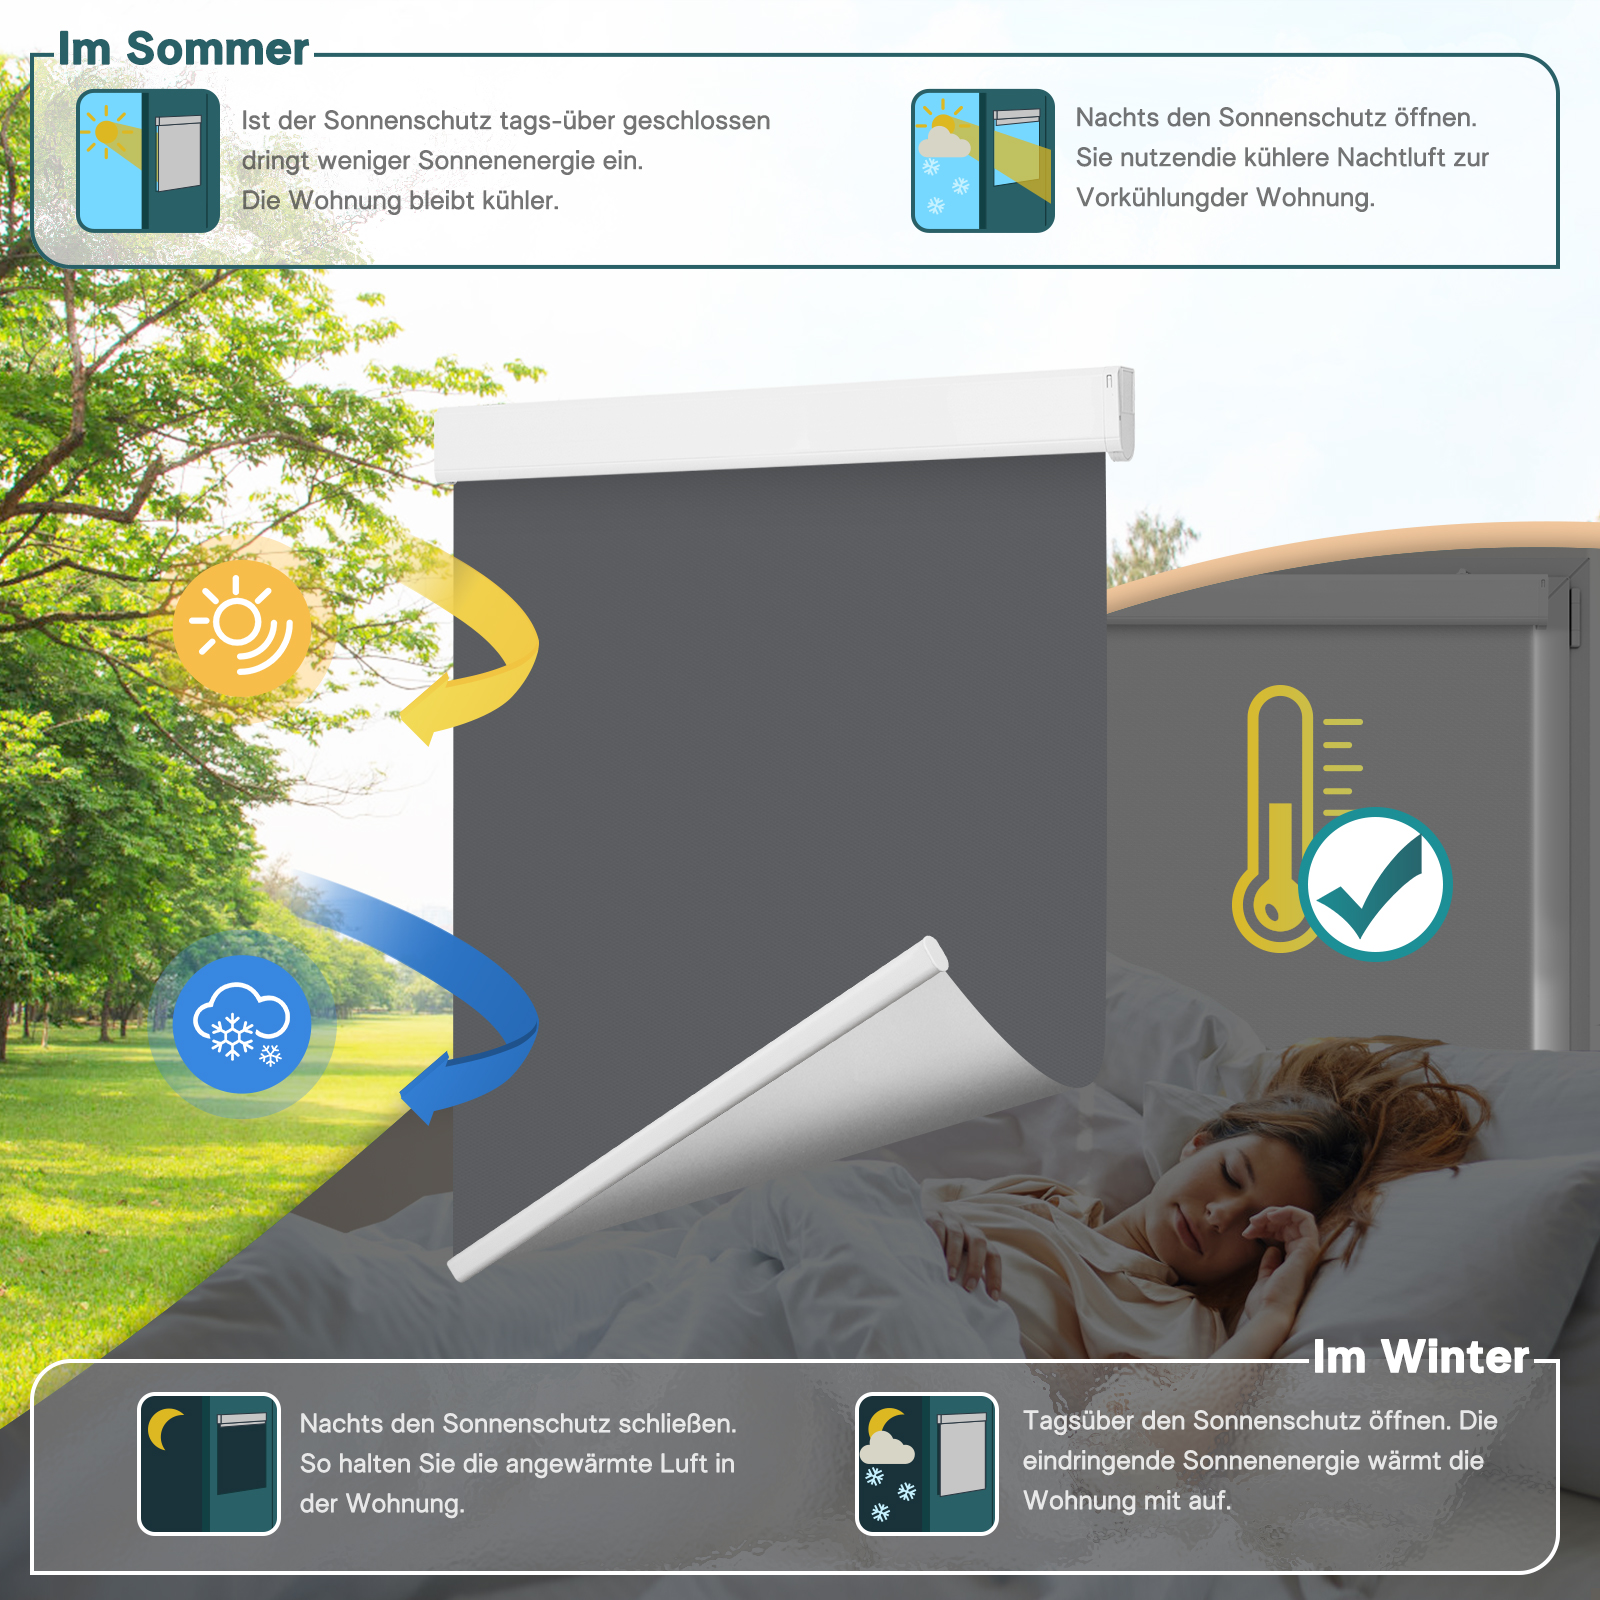 Im Sommer
Ist der Sonnenschutz tags-über geschlossen
dringt weniger Sonnenenergie ein.
Die Wohnung bleibt kühler.
Nachts den Sonnenschutz öffnen.
Sie nutzendie kühlere Nachtluft zur
Vorkühlungder Wohnung.
Im Winter
Nachts den Sonnenschutz schließen.
So halten Sie die angewärmte Luft in
der Wohnung.
Tagsüber den Sonnenschutz öffnen. Die
eindringende Sonnenenergie wärmt die
Wohnung mit auf.